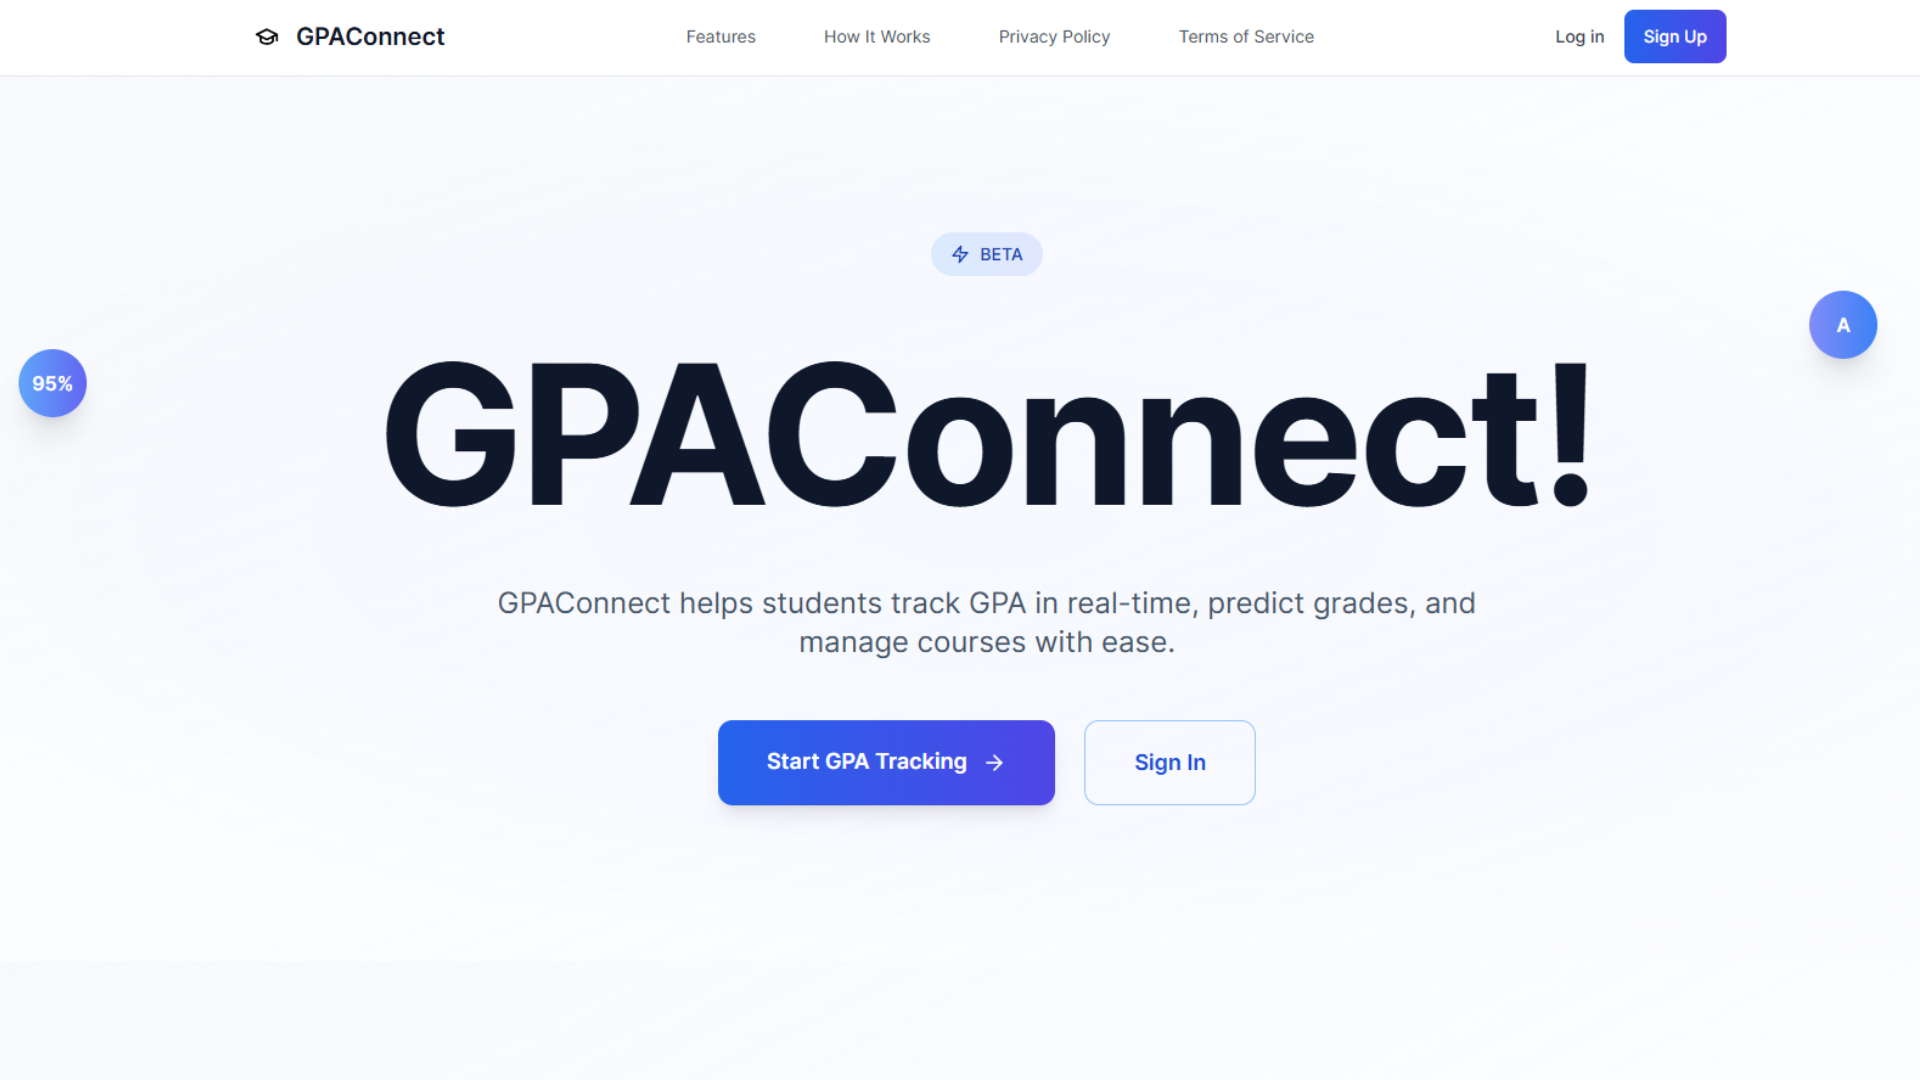 GPAConnect
Features
How It Works
Privacy Policy
Terms of Service
Log in
Sign Up
BETA
A
95%
GPAConnect!
GPAConnect helps students track GPA in real-time, predict grades, and
manage courses with ease.
Start GPA Tracking →
Sign In